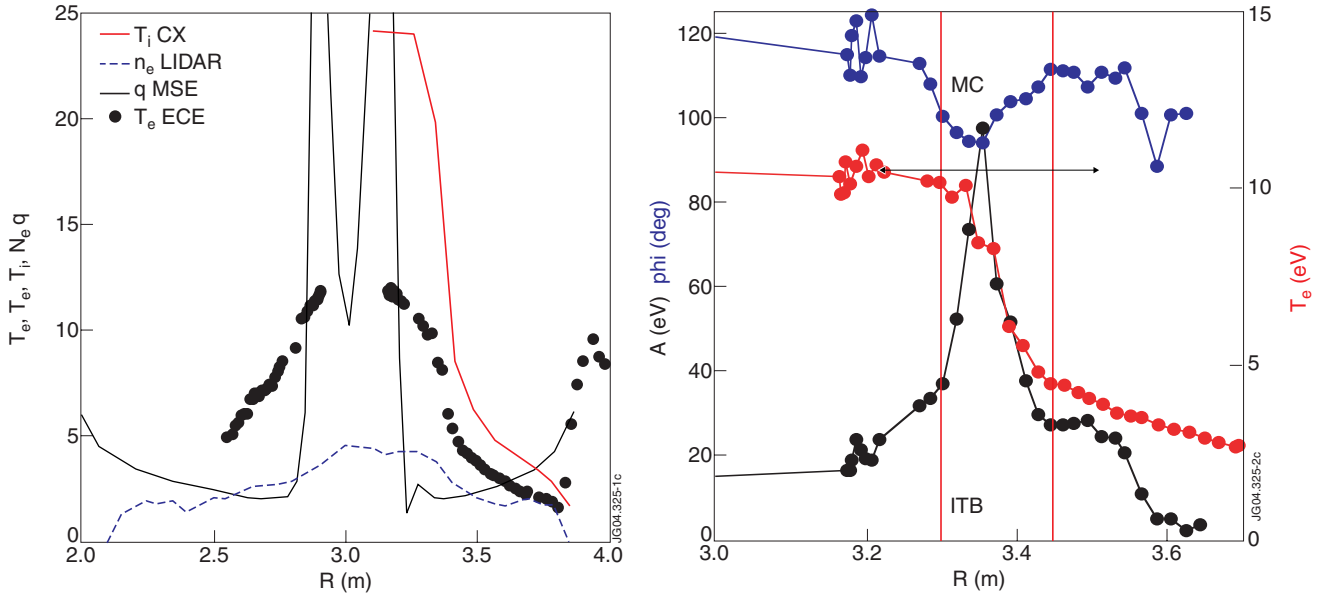 25
20
15
10
5
0
T_e, T_e, T_i, N_e q
T_i CX
n_e LIDAR
q MSE
T_e ECE
2.0
2.5
3.0
3.5
4.0
R (m)
JG04.325-1c
120
100
80
60
40
20
0
A (eV) phi (deg)
MC
ITB
15
10
5
0
T_e (eV)
3.0
3.2
3.4
3.6
R (m)
JG04.325-2c